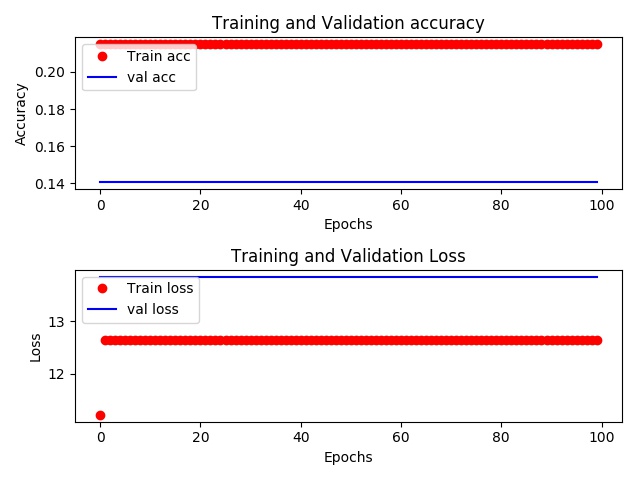 Training and Validation accuracy
Accuracy
0.20
0.18
0.16
0.14
Train acc
val acc
0 20 40 60 80 100
Epochs
Training and Validation Loss
Loss
13
12
Train loss
val loss
0 20 40 60 80 100
Epochs